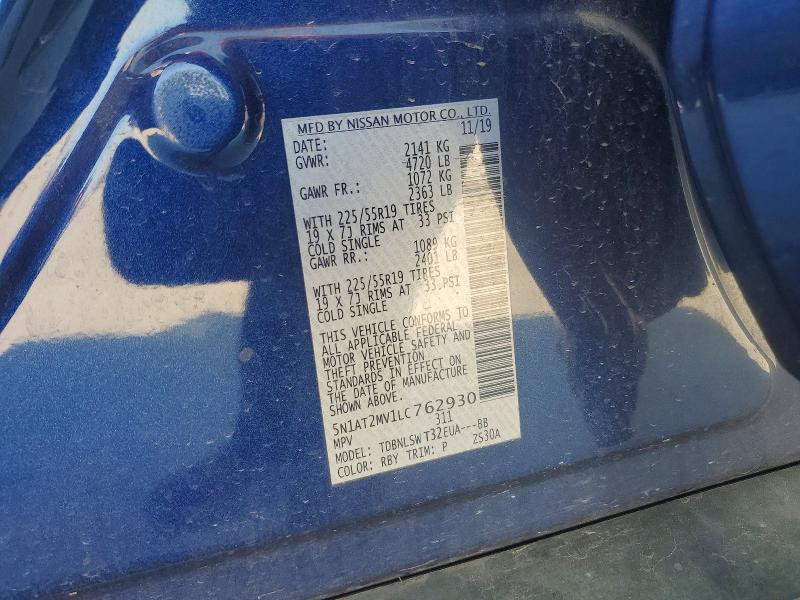 MFD BY NISSAN MOTOR CO., LTD.
DATE: 11/19
GVWR: 2141 KG
4720 LB
GAWR FR.: 1072 KG
2363 LB
WITH 225/55R19 TIRES
19 X 7J RIMS AT 33 PSI
COLD SINGLE
GAWR RR.: 1089 KG
2401 LB
WITH 225/55R19 TIRES
19 X 7J RIMS AT 33 PSI
COLD SINGLE
THIS VEHICLE CONFORMS TO
ALL APPLICABLE FEDERAL
MOTOR VEHICLE SAFETY AND
THEFT PREVENTION
STANDARDS IN EFFECT ON
THE DATE OF MANUFACTURE
SHOWN ABOVE.
5N1AT2MV1LC762930
MPV 311
MODEL: TDBNLSWT32EUA---BB
COLOR: RBY TRIM: P ZS30A